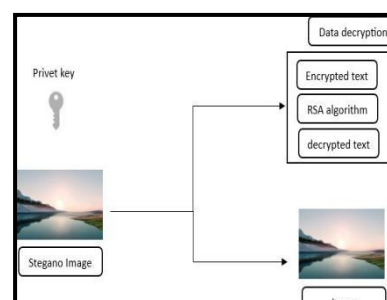 Data decryption
Privet key
Encrypted text
RSA algorithm
decrypted text
Stegano Image